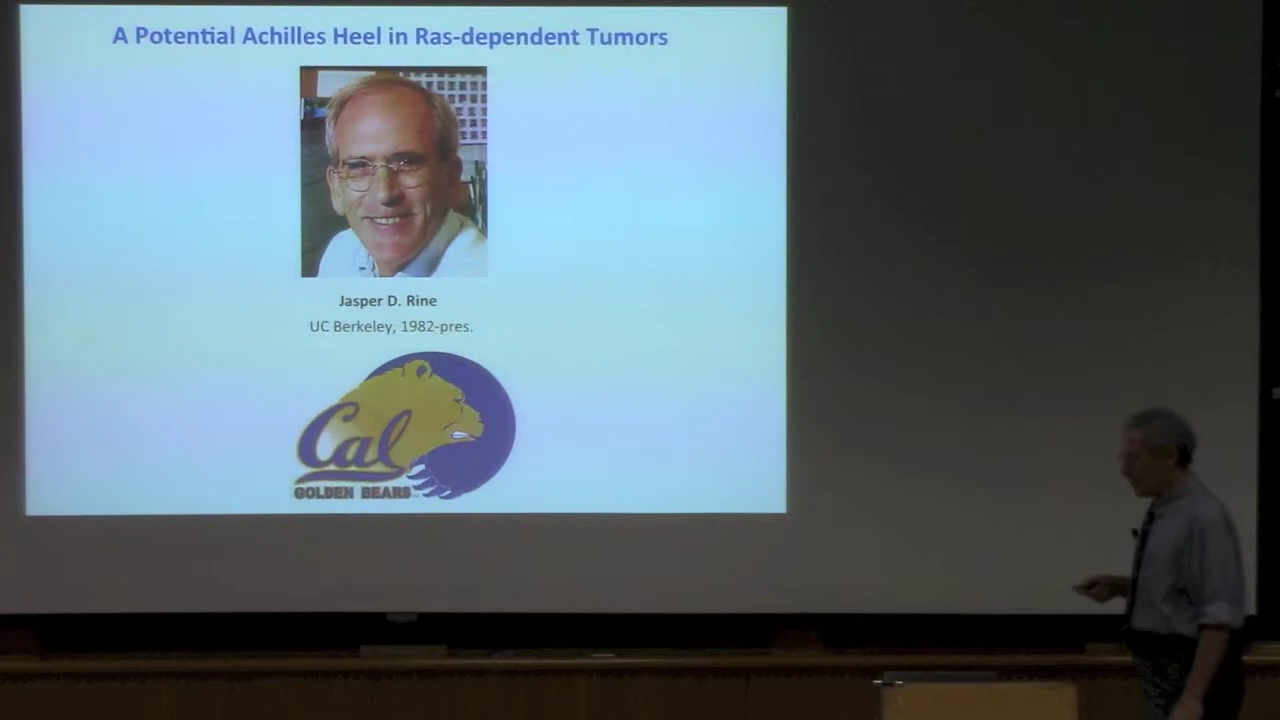 A Potential Achilles Heel in Ras-dependent Tumors
Jasper D. Rine
UC Berkeley, 1982-pres.
Cal
GOLDEN BEARS